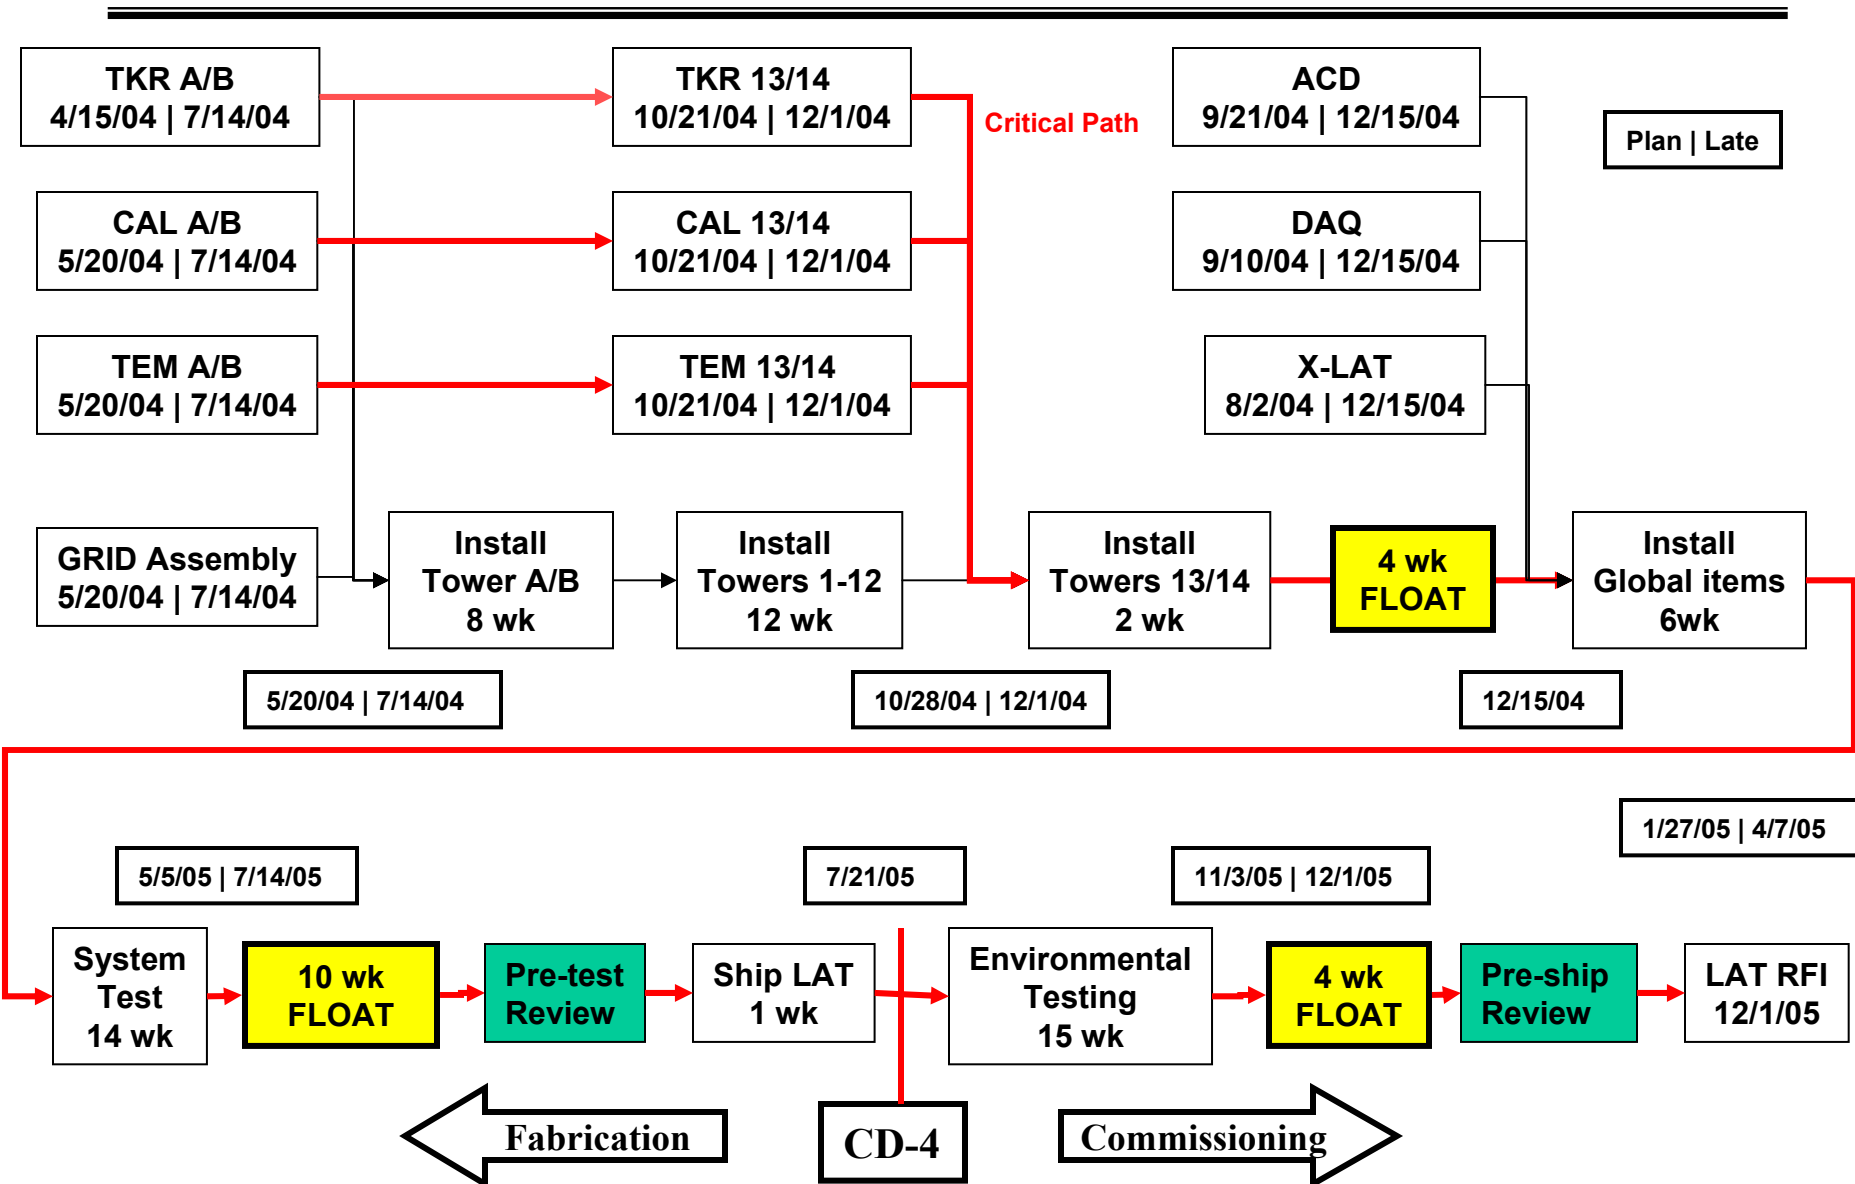 TKR A/B
4/15/04 | 7/14/04
TKR 13/14
10/21/04 | 12/1/04
Critical Path
ACD
9/21/04 | 12/15/04
Plan | Late
CAL A/B
5/20/04 | 7/14/04
CAL 13/14
10/21/04 | 12/1/04
DAQ
9/10/04 | 12/15/04
TEM A/B
5/20/04 | 7/14/04
TEM 13/14
10/21/04 | 12/1/04
X-LAT
8/2/04 | 12/15/04
GRID Assembly
5/20/04 | 7/14/04
Install
Tower A/B
8 wk
Install
Towers 1-12
12 wk
Install
Towers 13/14
2 wk
4 wk
FLOAT
Install
Global items
6wk
5/20/04 | 7/14/04
10/28/04 | 12/1/04
12/15/04
1/27/05 | 4/7/05
5/5/05 | 7/14/05
7/21/05
11/3/05 | 12/1/05
System
Test
14 wk
10 wk
FLOAT
Pre-test
Review
Ship LAT
1 wk
Environmental
Testing
15 wk
4 wk
FLOAT
Pre-ship
Review
LAT RFI
12/1/05
Fabrication
CD-4
Commissioning